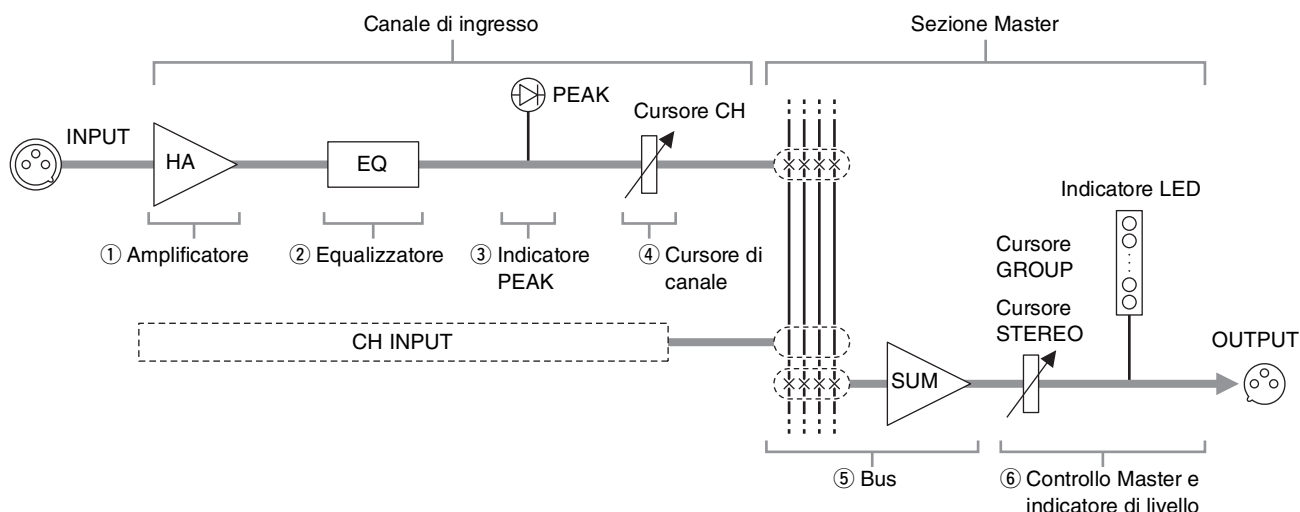 Canale di ingresso
Sezione Master
PEAK
Cursore CH
INPUT
HA
EQ
Indicatore LED
① Amplificatore
② Equalizzatore
③ Indicatore
PEAK
④ Cursore di
canale
Cursore
GROUP
Cursore
STEREO
CH INPUT
OUTPUT
SUM
⑤ Bus
⑥ Controllo Master e
indicatore di livello